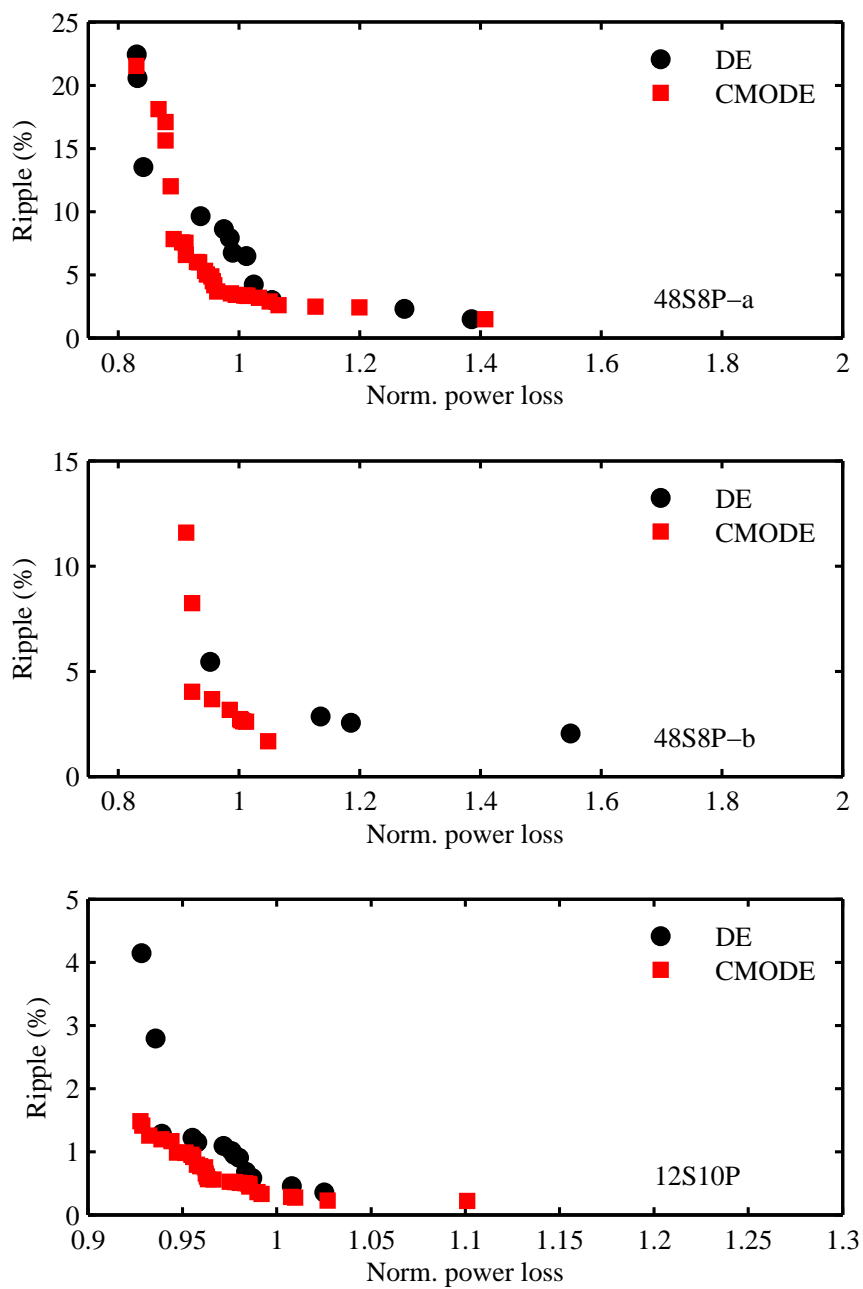 25
20
15
10
5
0
Ripple (%)
DE
CMODE
48S8P−a
0.8 1 1.2 1.4 1.6 1.8 2
Norm. power loss
15
10
5
0
Ripple (%)
DE
CMODE
48S8P−b
0.8 1 1.2 1.4 1.6 1.8 2
Norm. power loss
5
4
3
2
1
0
Ripple (%)
DE
CMODE
12S10P
0.9 0.95 1 1.05 1.1 1.15 1.2 1.25 1.3
Norm. power loss